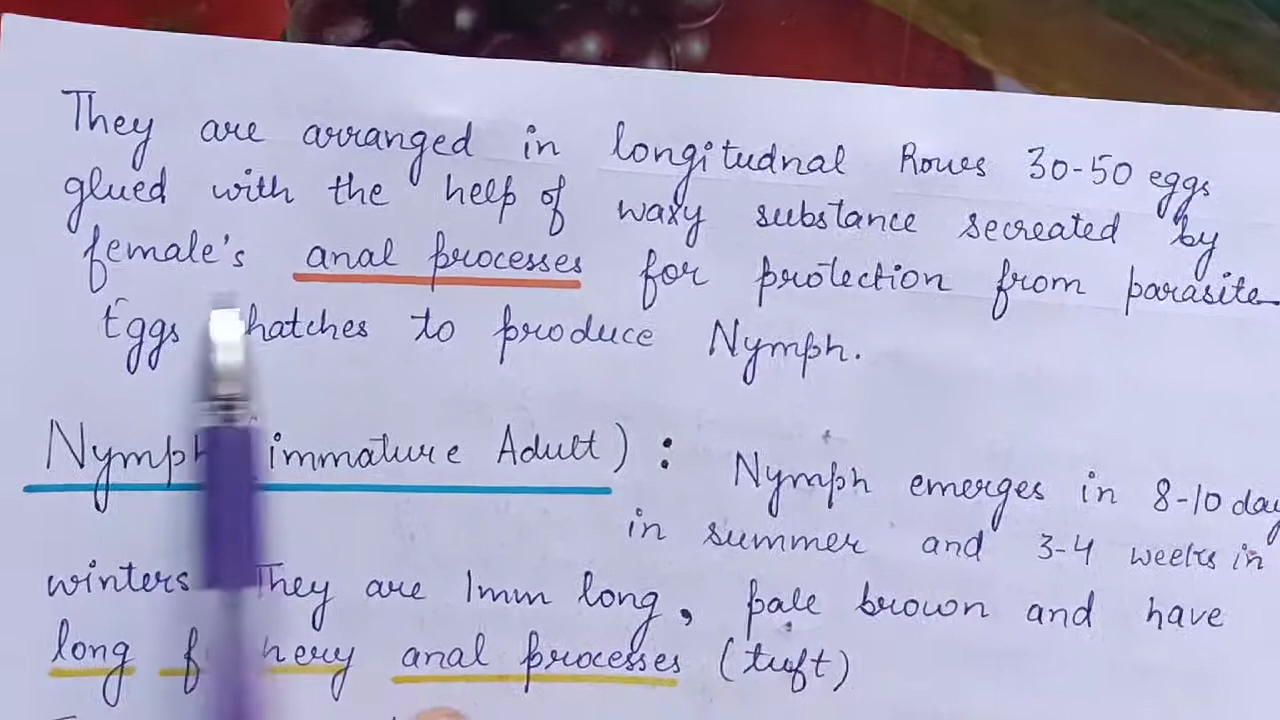 They are arranged in longitudnal Rows 30-50 eggs
glued with the help of waxy substance secreated by
female's anal processes for protection from parasite
Eggs hatches to produce Nymph.
Nymph immature Adult) : Nymph emerges in 8-10 day
in summer and 3-4 weeks in
winters They are 1mm long, pale brown and have
long anal processes (tuft)